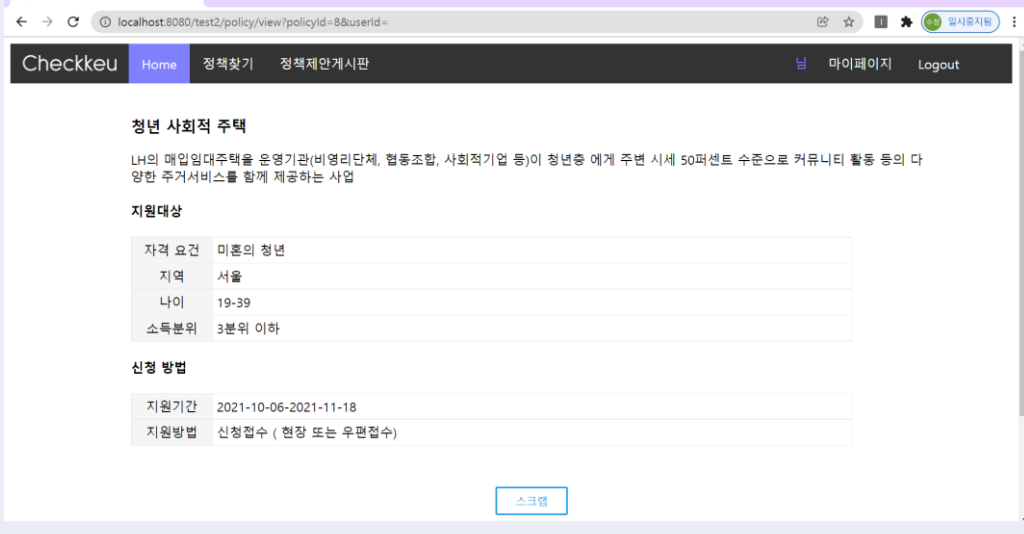 localhost:8080/test2/policy/view?policyId=8&userId=
수정 일시중지됨
Checkkeu Home 정책찾기 정책제안게시판 님 마이페이지 Logout
청년 사회적 주택
LH의 매입임대주택을 운영기관(비영리단체, 협동조합, 사회적기업 등)이 청년층 에게 주변 시세 50퍼센트 수준으로 커뮤니티 활동 등의 다
양한 주거서비스를 함께 제공하는 사업
지원대상
자격 요건 미혼의 청년
지역 서울
나이 19-39
소득분위 3분위 이하
신청 방법
지원기간 2021-10-06-2021-11-18
지원방법 신청접수 ( 현장 또는 우편접수)
스크랩